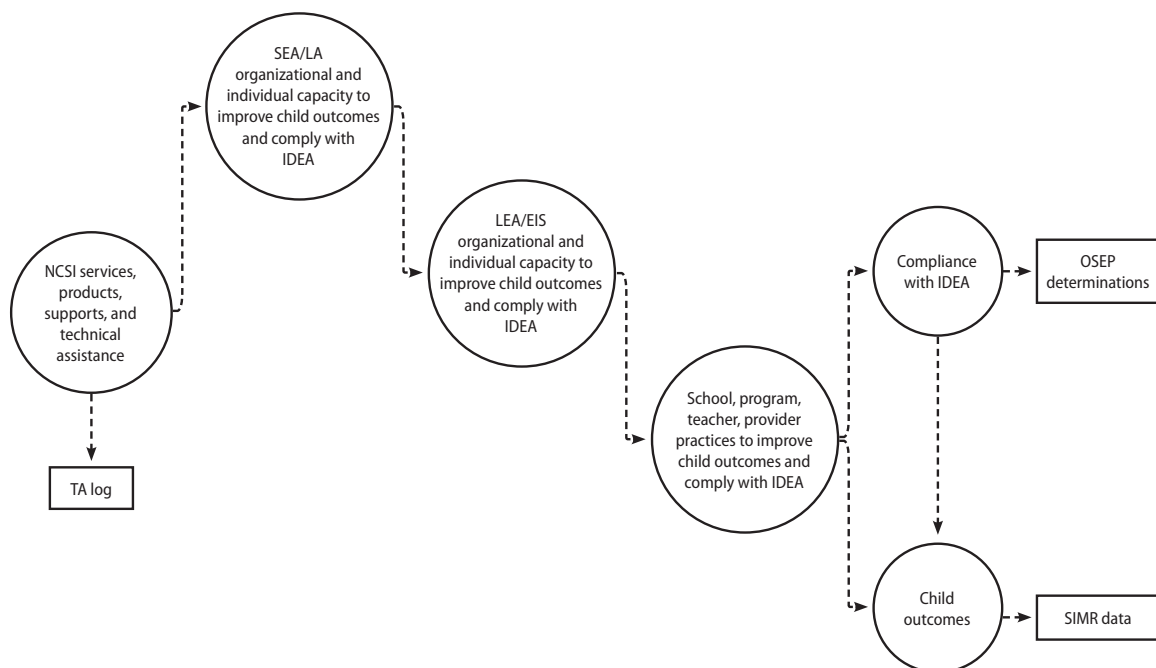 SEA/LA
organizational and
individual capacity to
improve child outcomes
and comply with
IDEA
NCSI services,
products,
supports, and
technical
assistance
TA log
LEA/EIS
organizational and
individual capacity to
improve child outcomes
and comply with
IDEA
School, program,
teacher, provider
practices to improve
child outcomes and
comply with IDEA
Compliance
with IDEA
OSEP
determinations
Child
outcomes
SIMR data